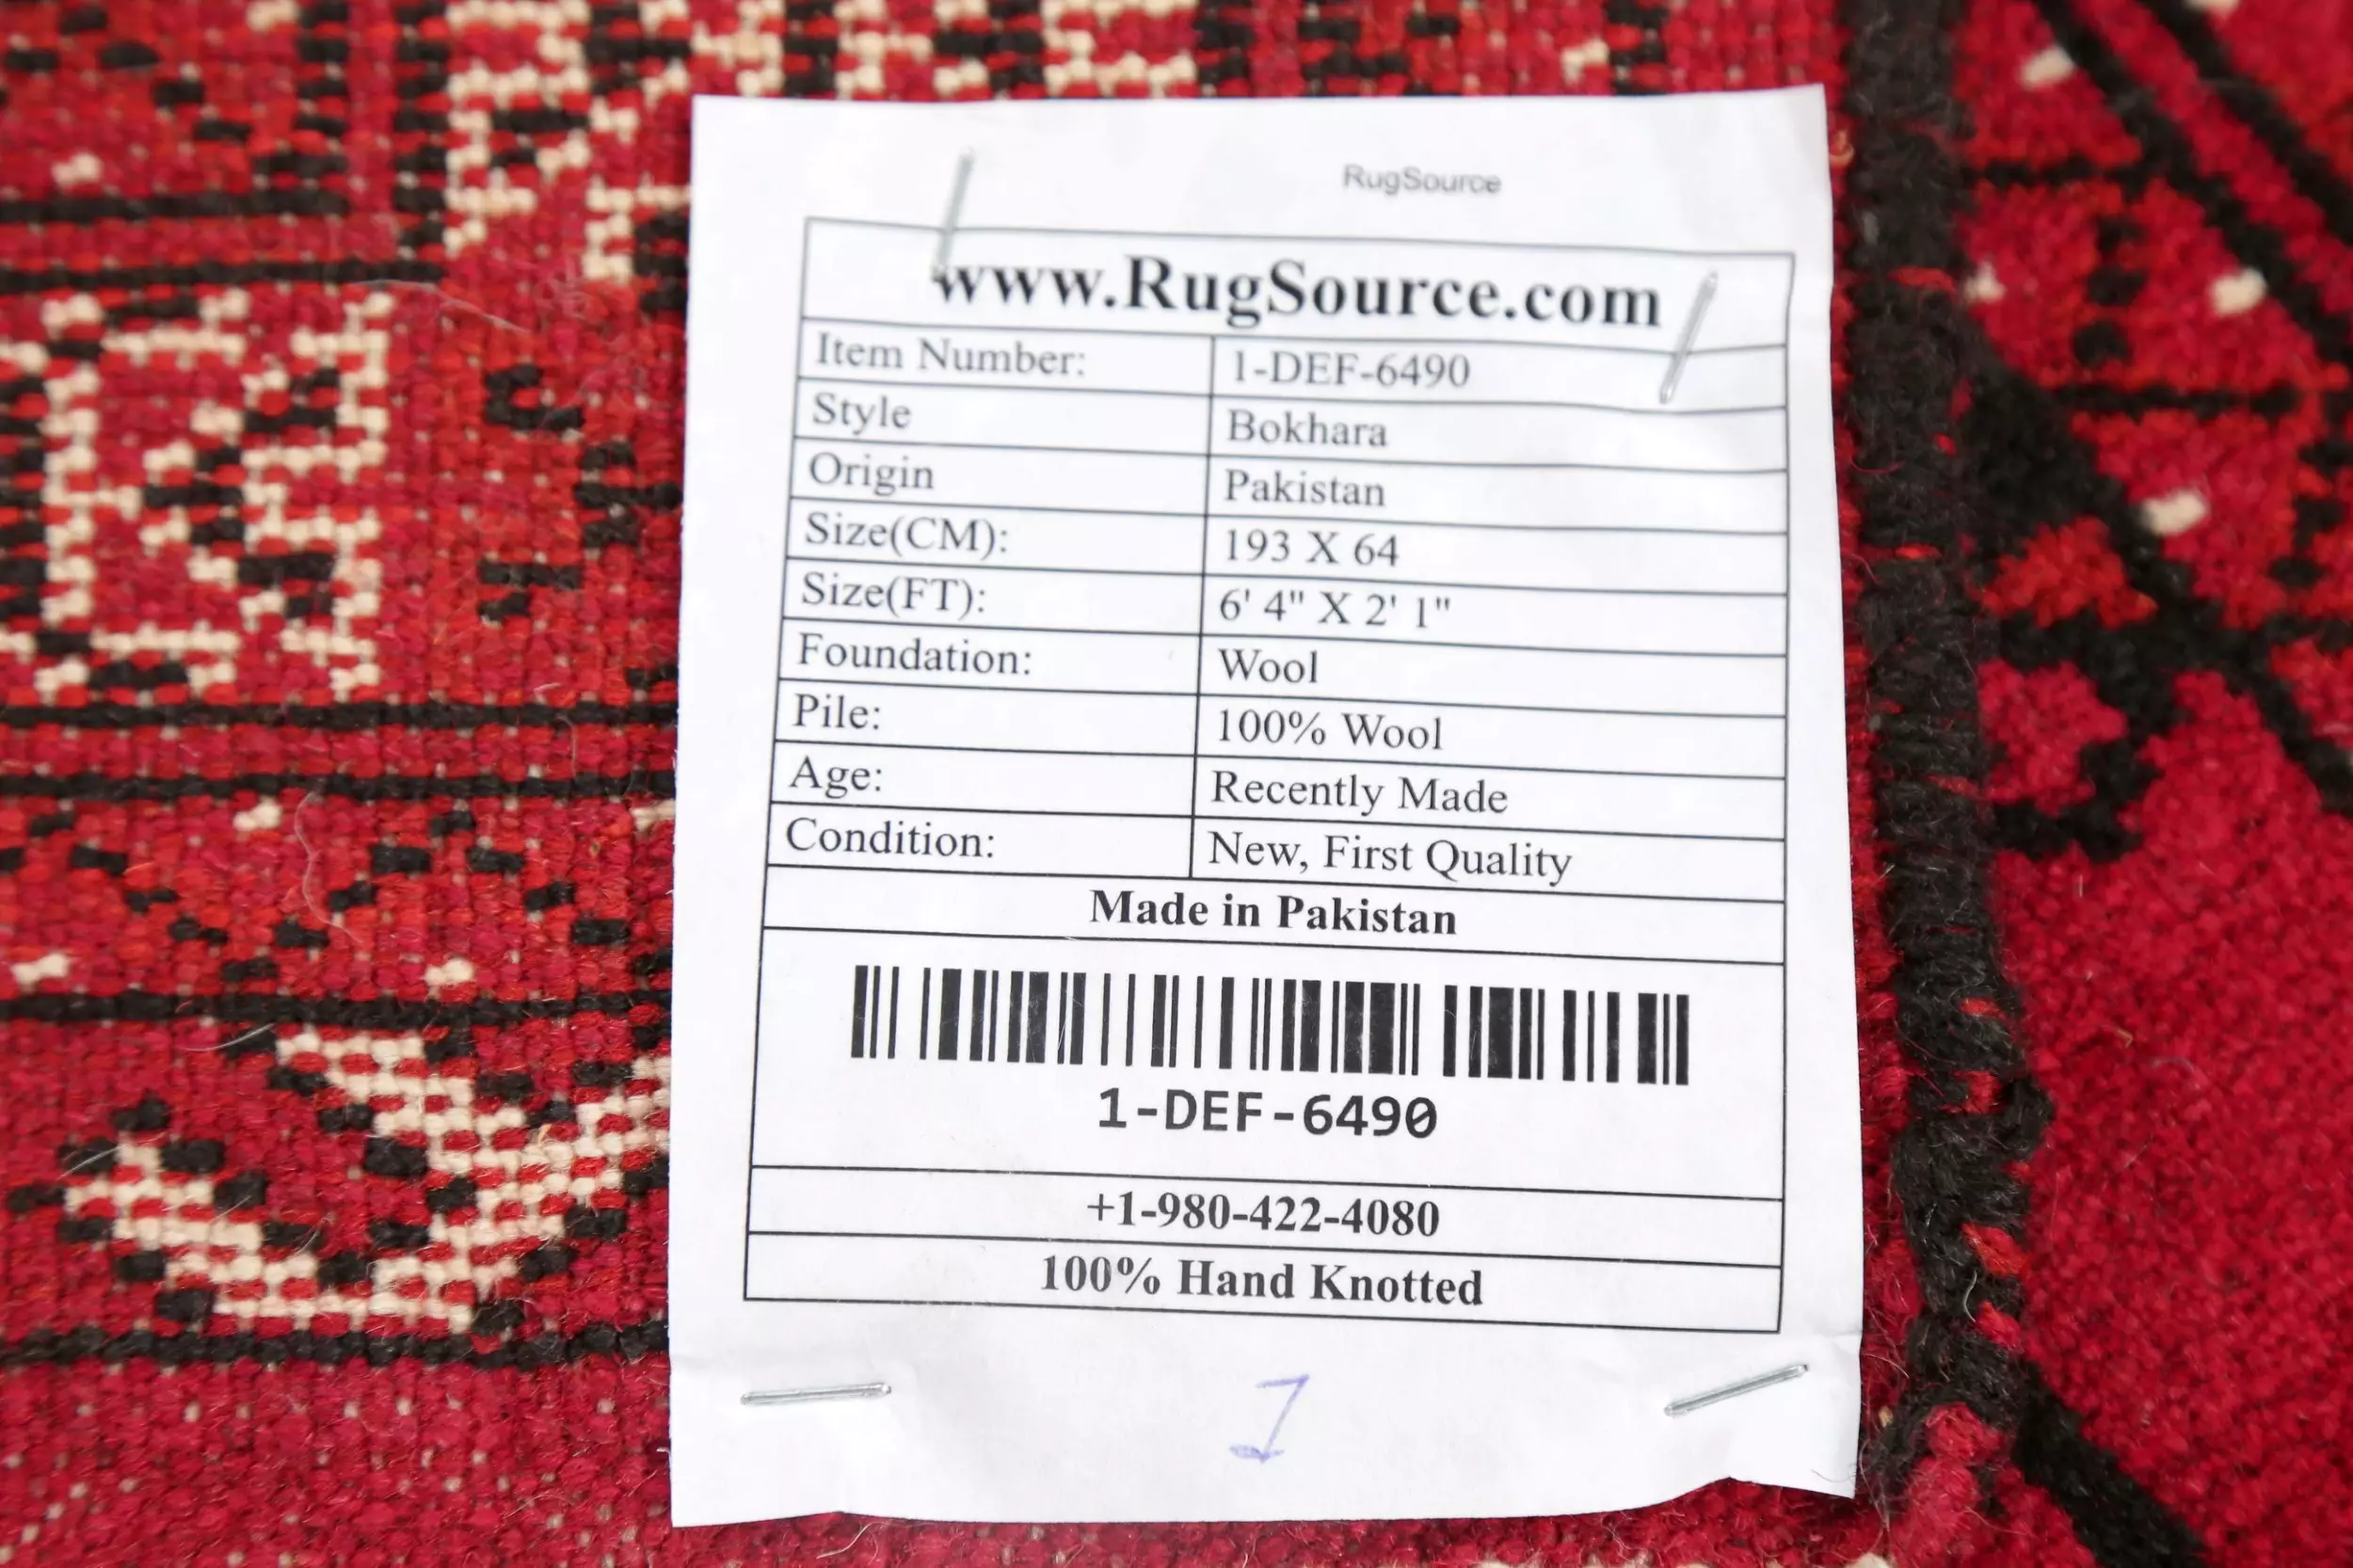 RugSource
www.RugSource.com
Item Number: 1-DEF-6490
Style Bokhara
Origin Pakistan
Size(CM): 193 X 64
Size(FT): 6' 4" X 2' 1"
Foundation: Wool
Pile: 100% Wool
Age: Recently Made
Condition: New, First Quality
Made in Pakistan
1-DEF-6490
+1-980-422-4080
100% Hand Knotted